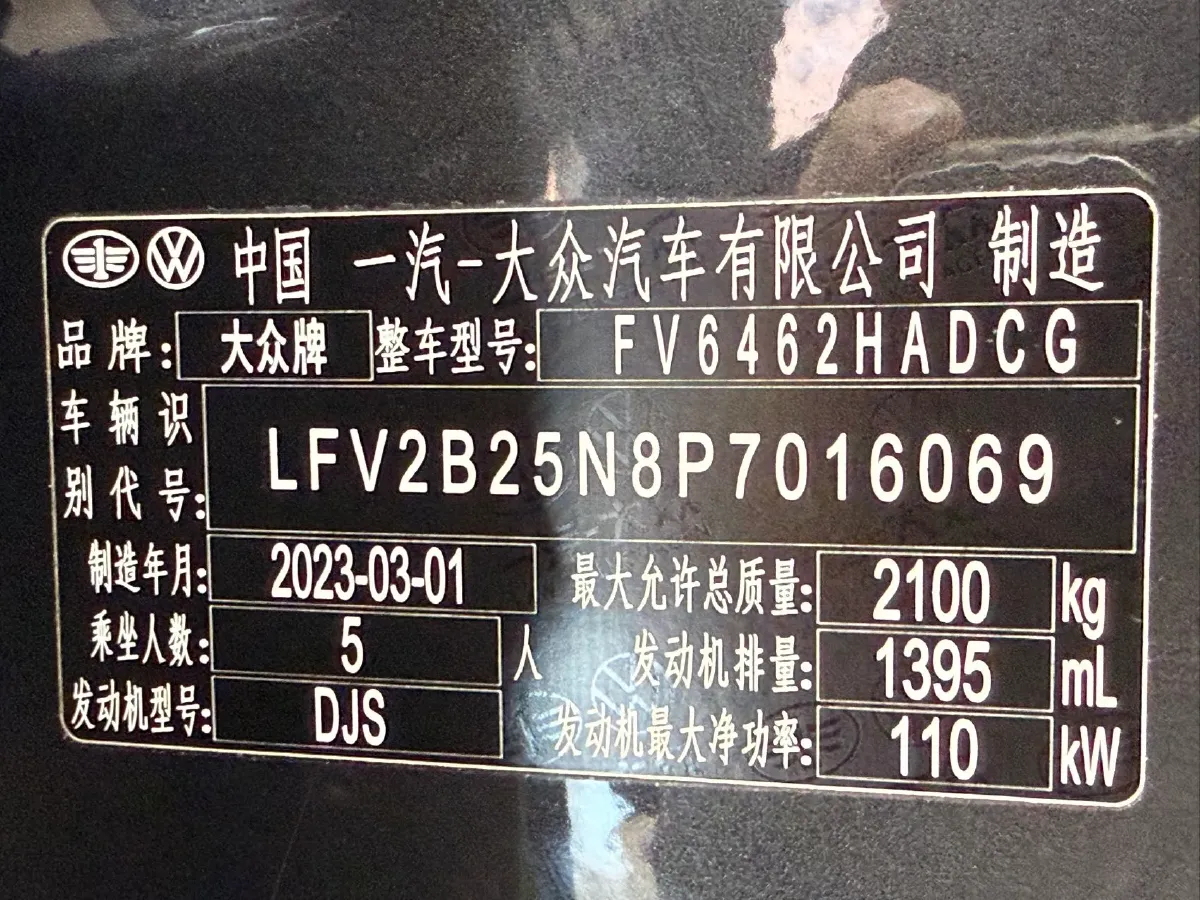 中国 一汽-大众汽车有限公司 制造
品牌: 大众牌 整车型号: FV6462HADCG
车辆识别代号: LFV2B25N8P7016069
制造年月: 2023-03-01 最大允许总质量: 2100 kg
乘坐人数: 5 人 发动机排量: 1395 mL
发动机型号: DJS 发动机最大净功率: 110 kW